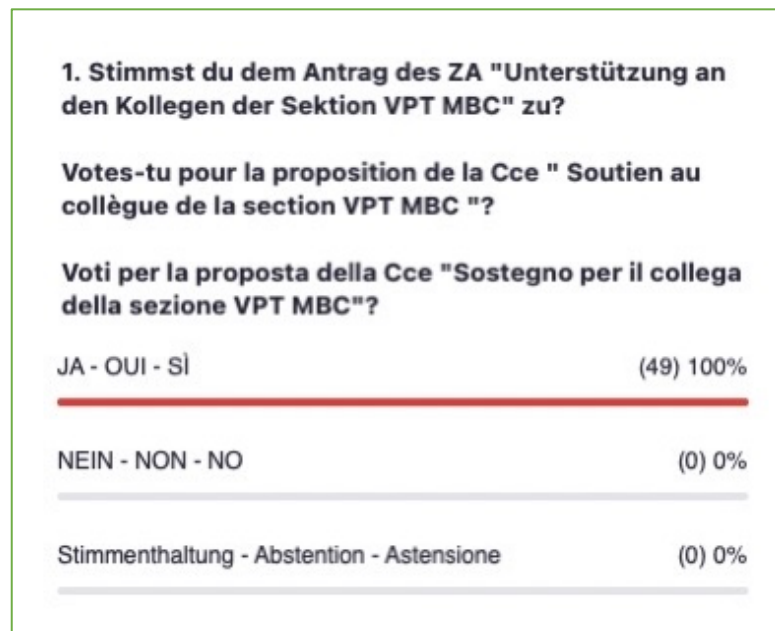 1. Stimmst du dem Antrag des ZA "Unterstützung an
den Kollegen der Sektion VPT MBC" zu?
Votes-tu pour la proposition de la Cce " Soutien au
collègue de la section VPT MBC "?
Voti per la proposta della Cce "Sostegno per il collega
della sezione VPT MBC"?
JA - OUI - SÌ (49) 100%
NEIN - NON - NO (0) 0%
Stimmenthaltung - Abstention - Astensione (0) 0%